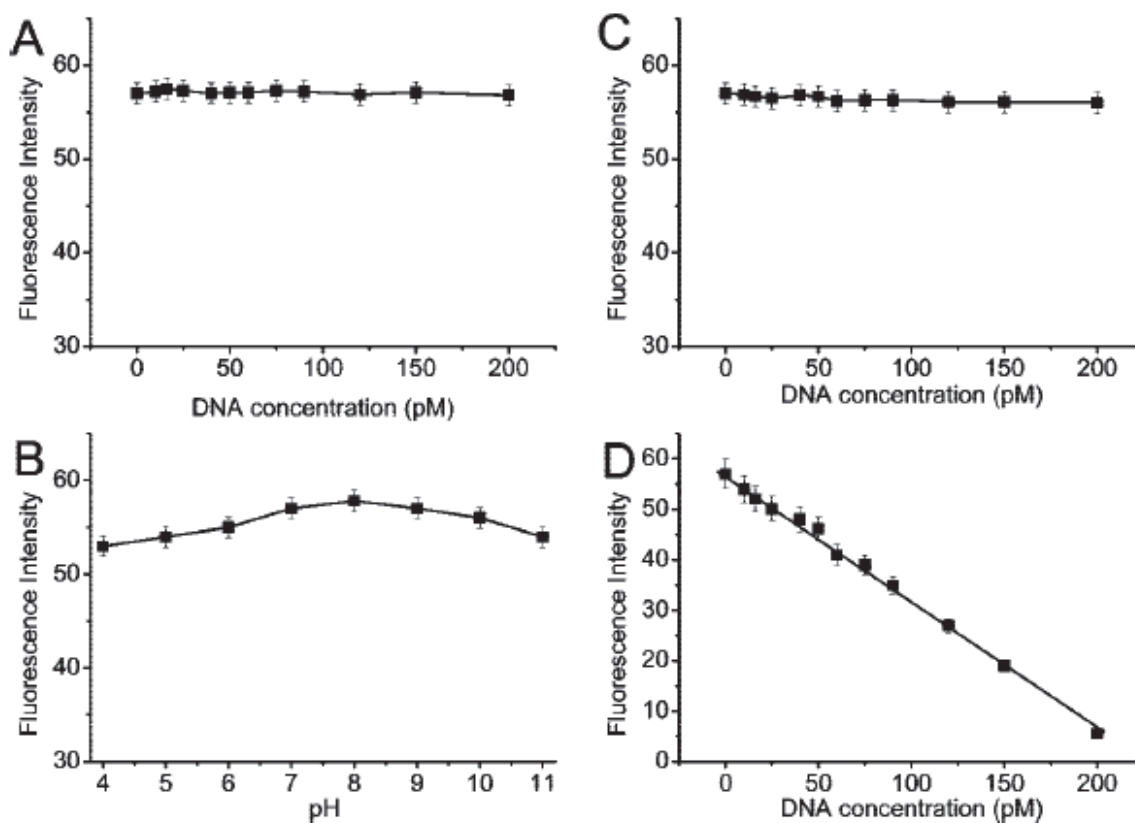 A
Fluorescence Intensity
60
50
40
30
0 50 100 150 200
DNA concentration (pM)
C
Fluorescence Intensity
60
50
40
30
0 50 100 150 200
DNA concentration (pM)
B
Fluorescence Intensity
60
50
40
30
4 5 6 7 8 9 10 11
pH
D
Fluorescence Intensity
60
50
40
30
20
10
0
0 50 100 150 200
DNA concentration (pM)